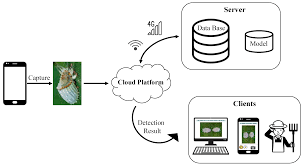 Server
4G
Data Base
Model
Capture
Cloud Platform
Detection
Result
Clients